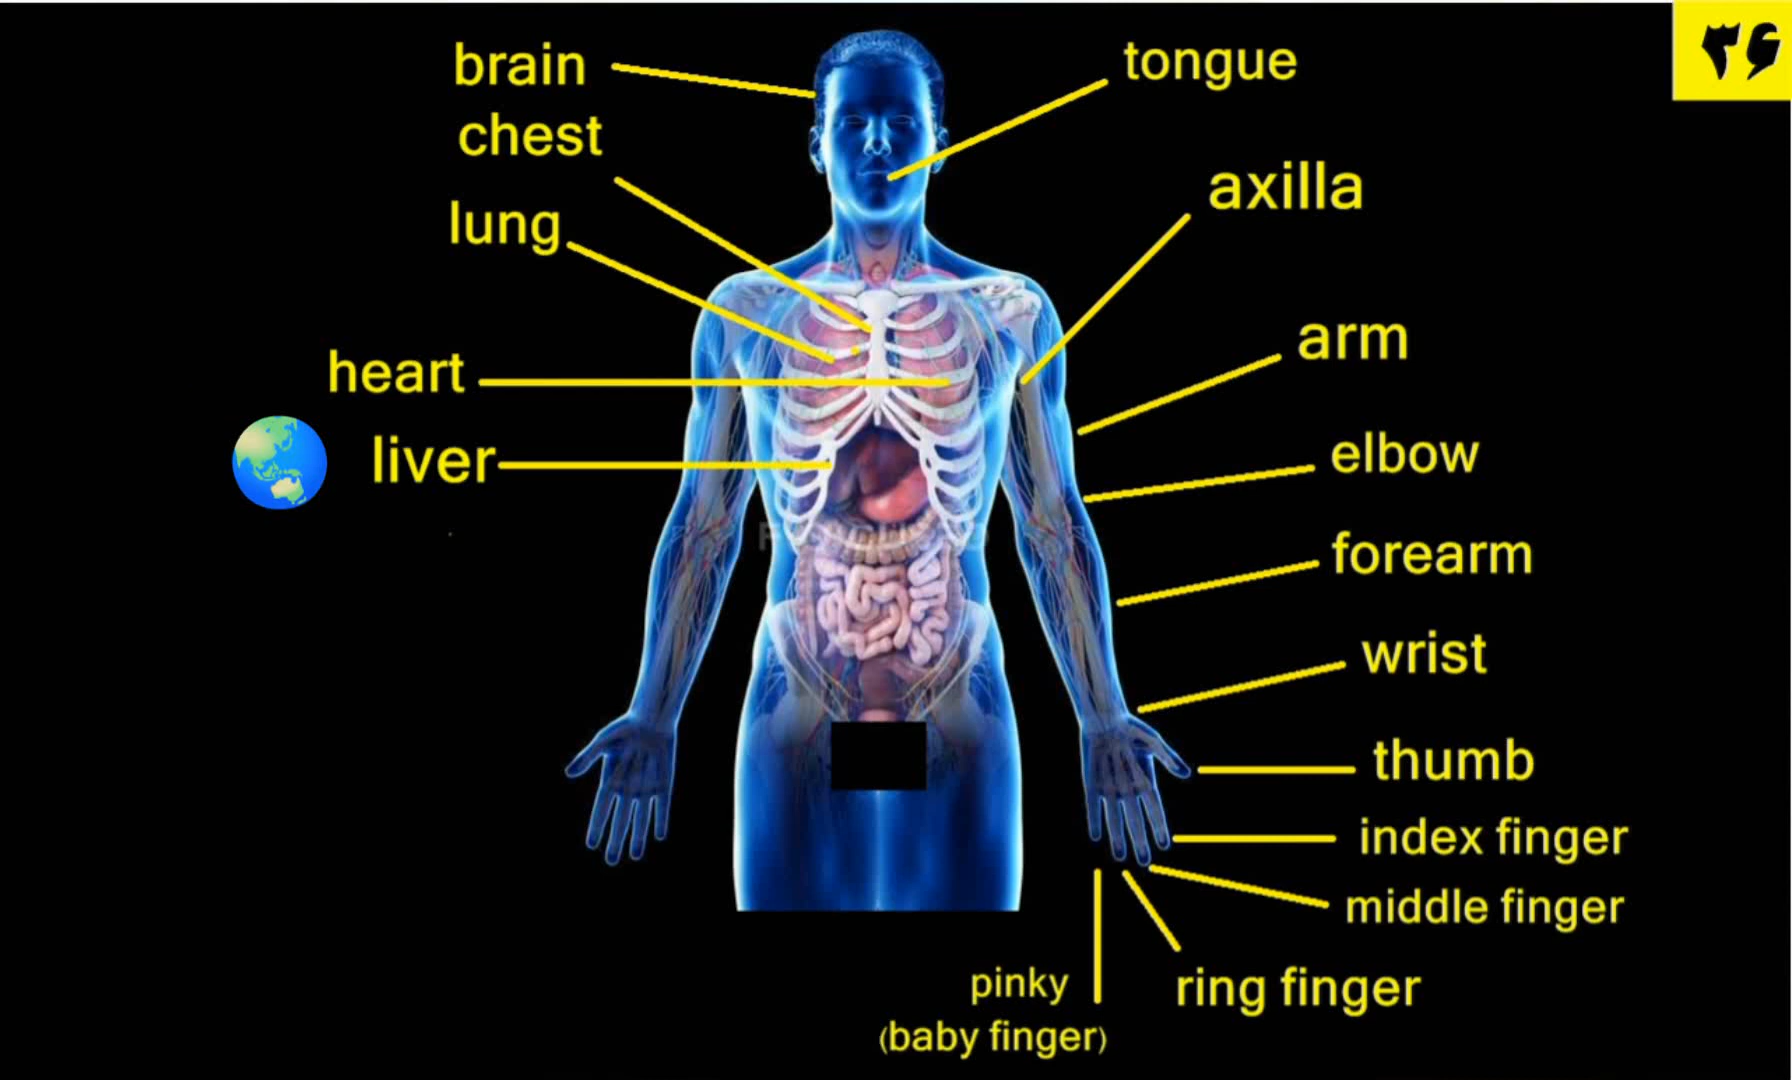 ۳۶
brain
tongue
chest
axilla
lung
arm
heart
elbow
liver
forearm
wrist
thumb
index finger
middle finger
pinky
ring finger
(baby finger)